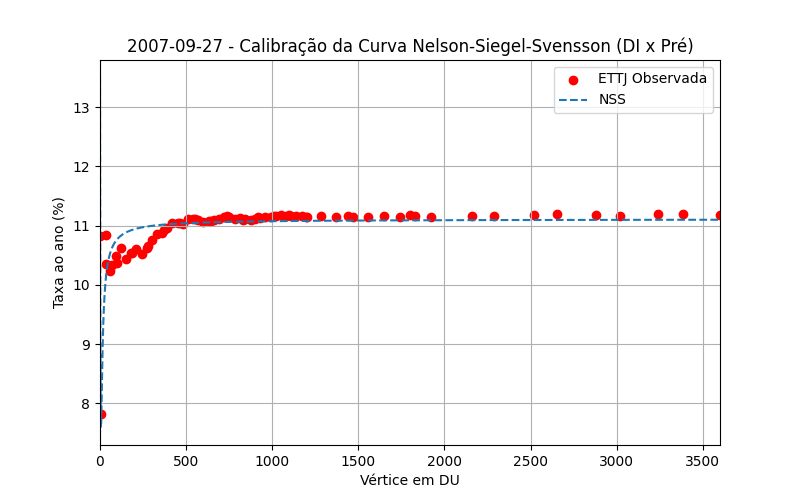 2007-09-27 - Calibração da Curva Nelson-Siegel-Svensson (DI x Pré)
ETTJ Observada
NSS
Taxa ao ano (%)
13
12
11
10
9
8
0 500 1000 1500 2000 2500 3000 3500
Vértice em DU